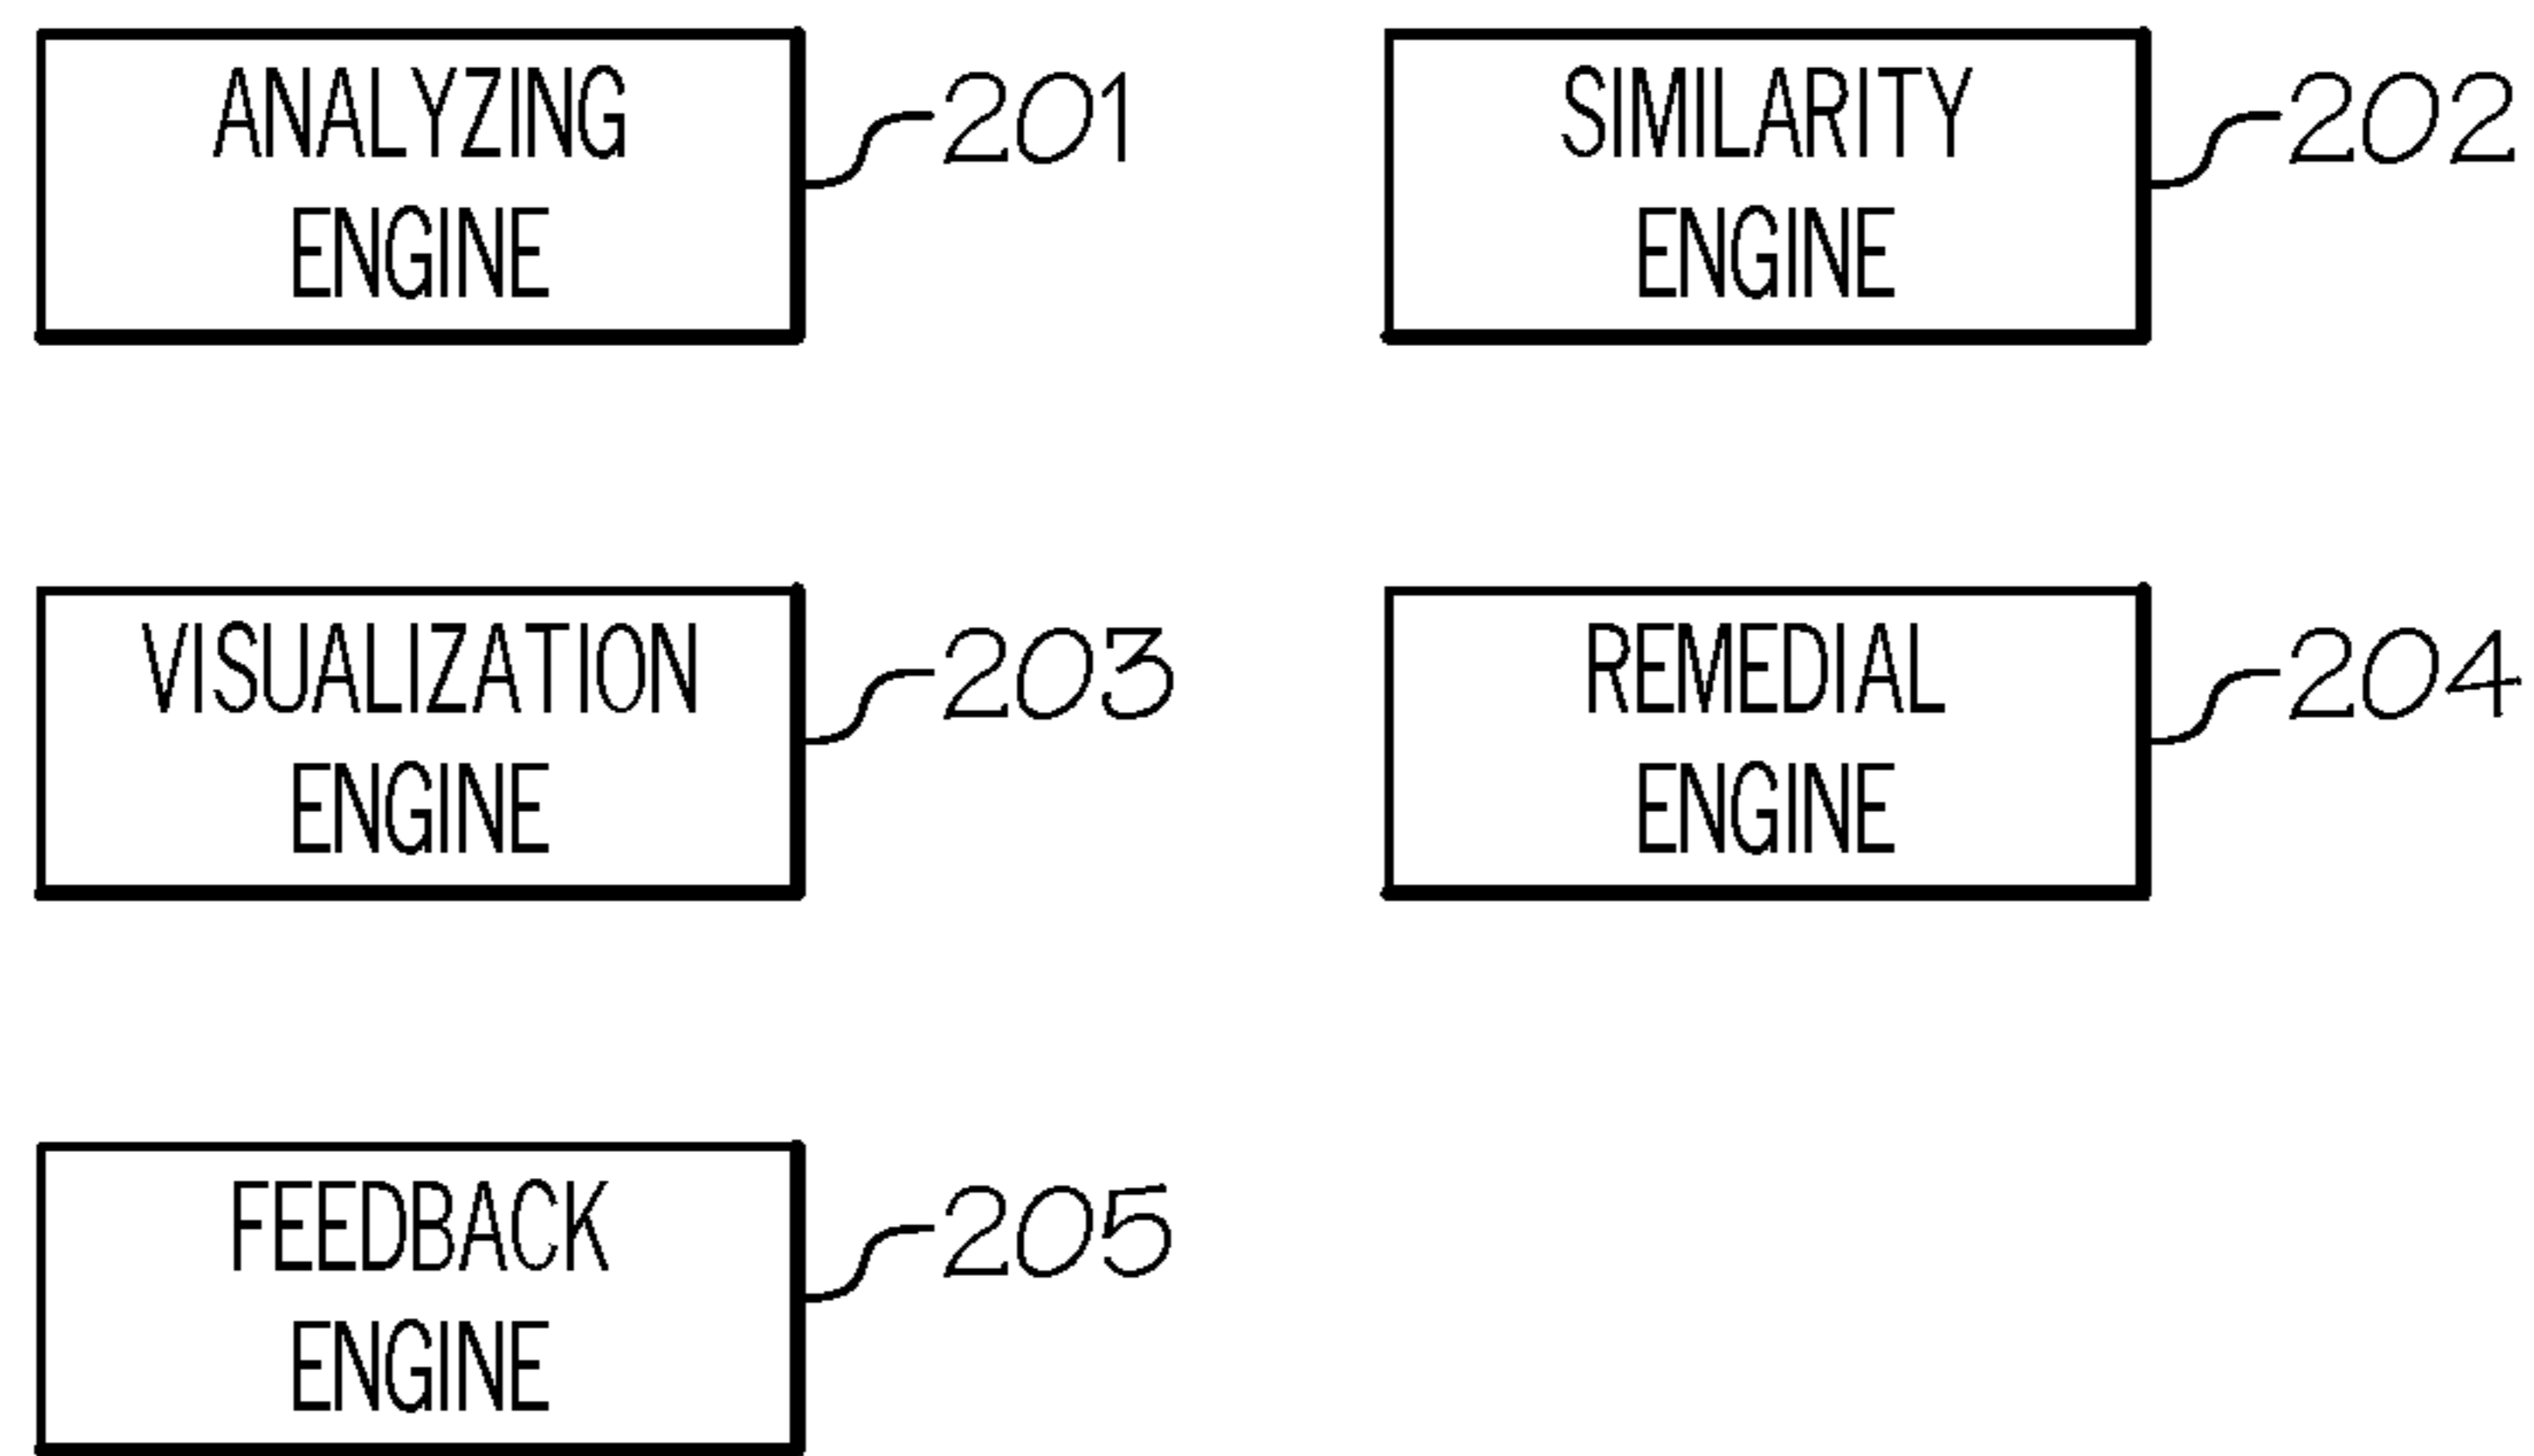 ANALYZING
ENGINE
201
SIMILARITY
ENGINE
202
VISUALIZATION
ENGINE
203
REMEDIAL
ENGINE
204
FEEDBACK
ENGINE
205